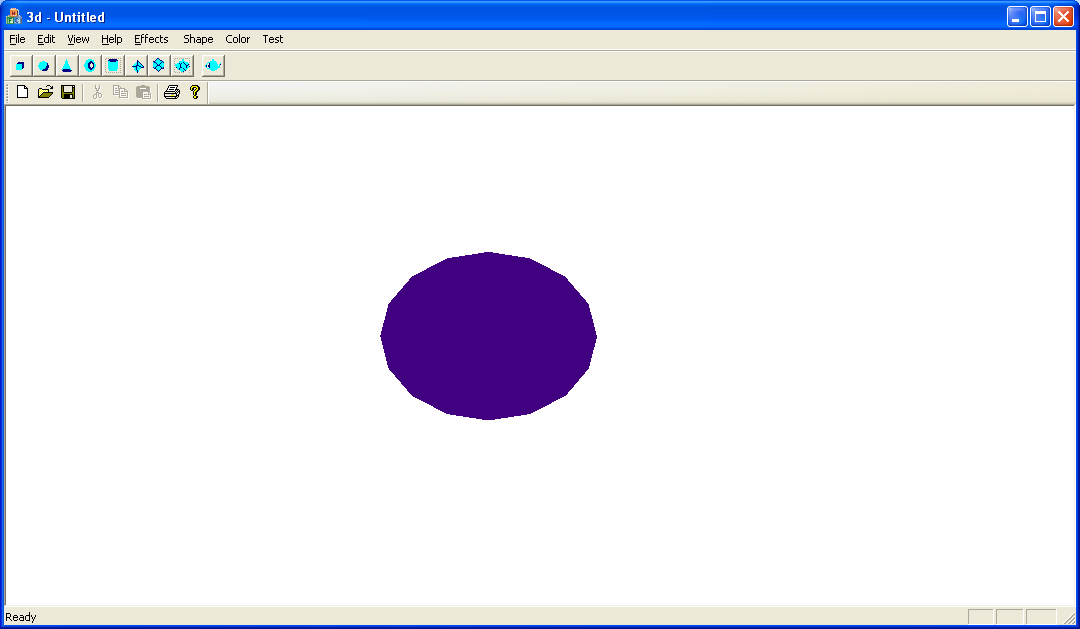 3d - Untitled
File Edit View Help Effects Shape Color Test
Ready